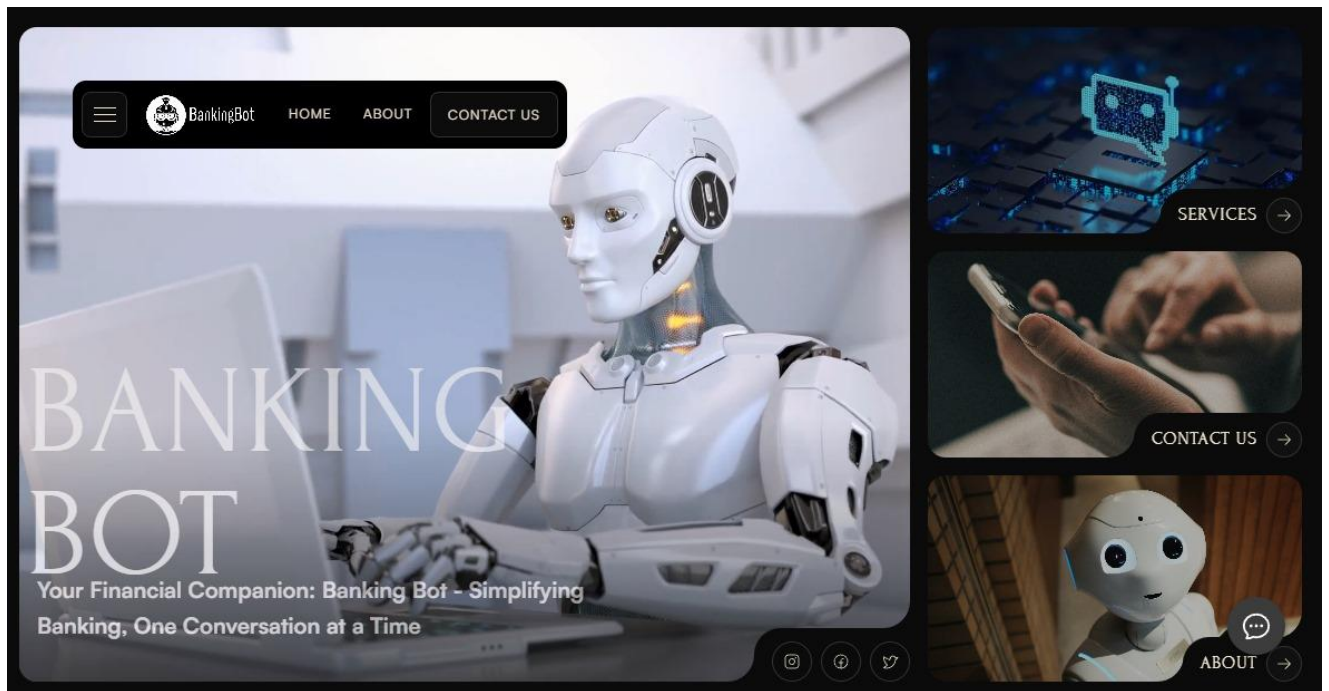 BankingBot
HOME
ABOUT
CONTACT US
BANKING
BOT
Your Financial Companion: Banking Bot - Simplifying
Banking, One Conversation at a Time
SERVICES
CONTACT US
ABOUT